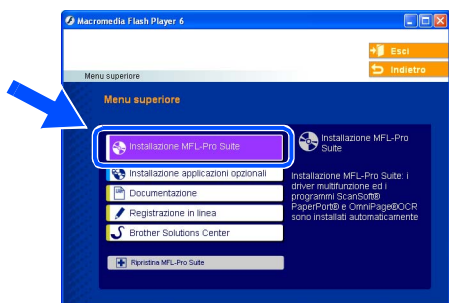 Macromedia Flash Player 6
Esci
Indietro
Menu superiore
Menu superiore
Installazione MFL-Pro Suite
Installazione applicazioni opzionali
Documentazione
Registrazione in linea
Brother Solutions Center
Ripristina MFL-Pro Suite
Installazione MFL-Pro
Suite
Installazione MFL-Pro Suite: i
driver multifunzione ed i
programmi ScanSoft®
PaperPort® e OmniPage®OCR
sono installati automaticamente